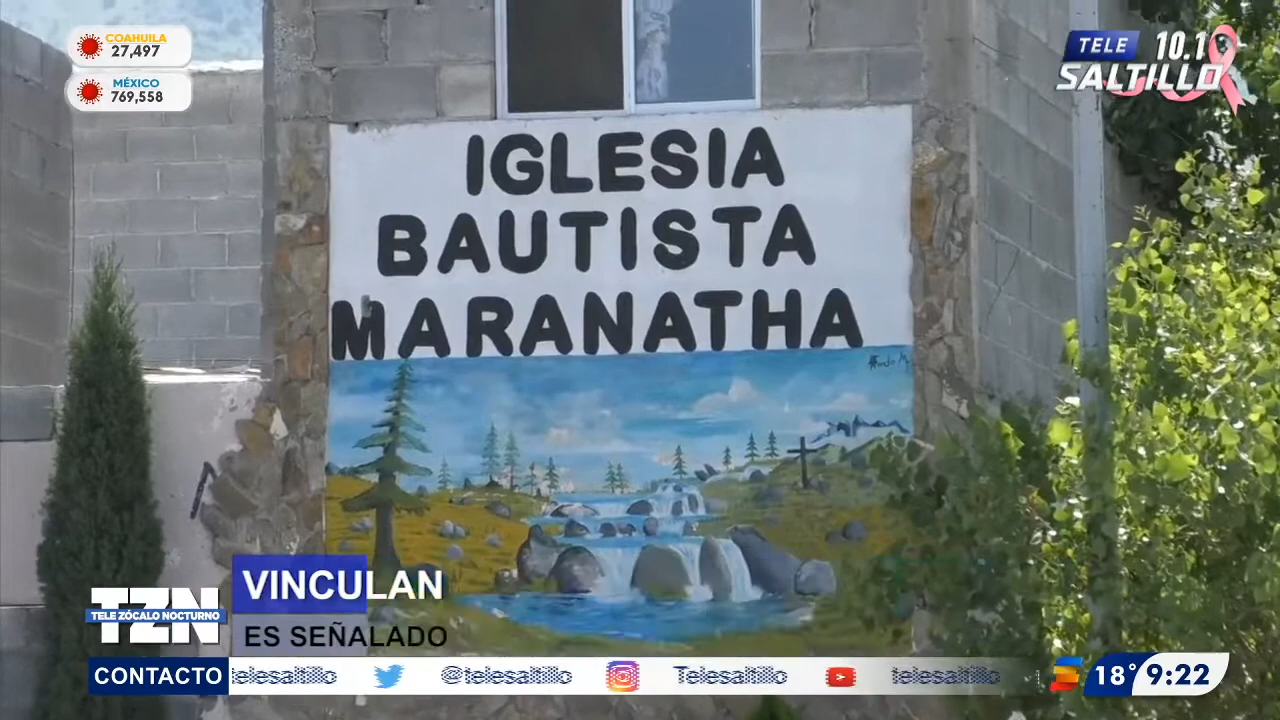 COAHUILA
27,497
MÉXICO
769,558
TELE 10.1
SALTILLO
IGLESIA
BAUTISTA
MARANATHA
VINCULAN
ES SEÑALADO
TZN
TELE ZÓCALO NOCTURNO
CONTACTO telesaltillo @telesaltillo Telesaltillo telesaltillo 18° 9:22